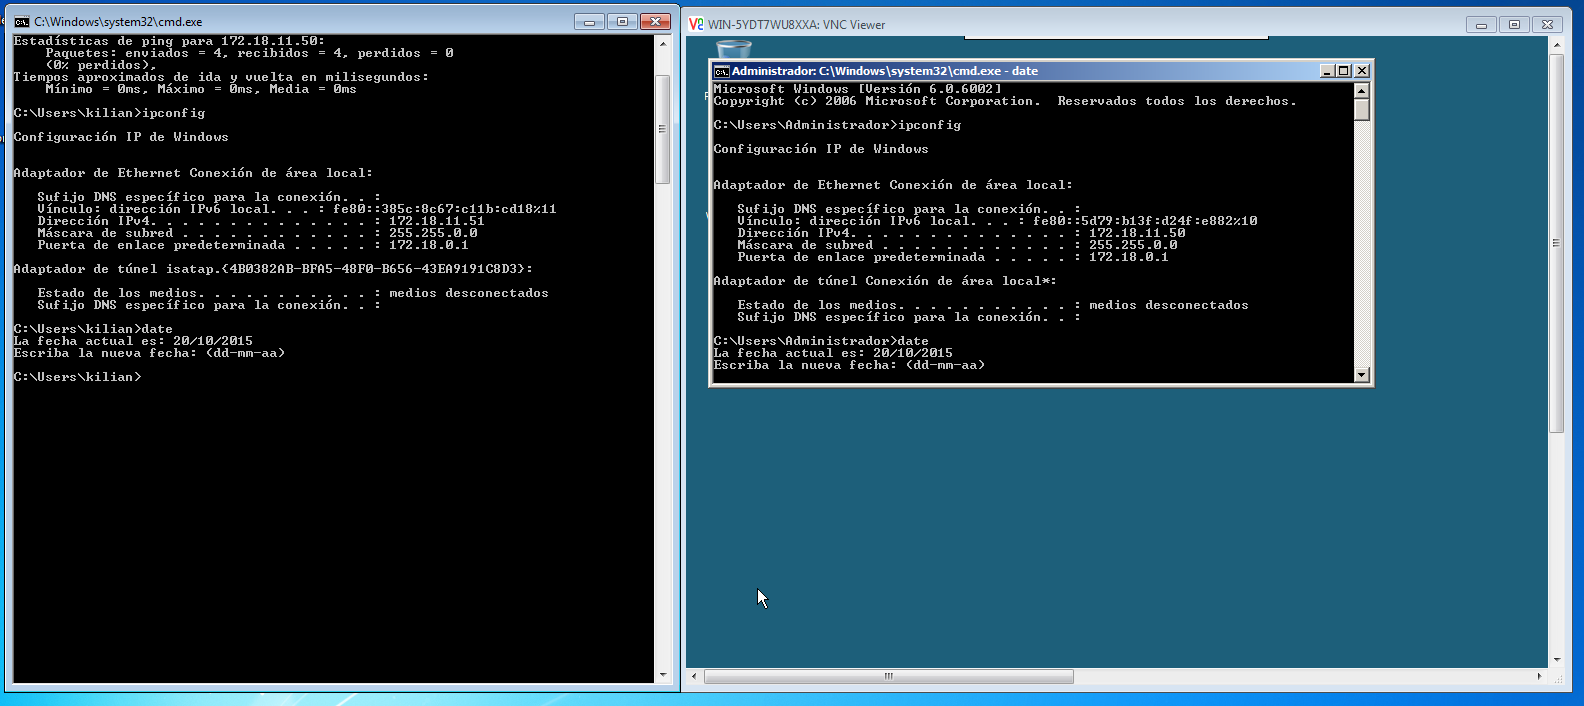 C:\Windows\system32\cmd.exe
Estadísticas de ping para 172.18.11.50:
Paquetes: enviados = 4, recibidos = 4, perdidos = 0
(0% perdidos),
Tiempos aproximados de ida y vuelta en milisegundos:
Mínimo = 0ms, Máximo = 0ms, Media = 0ms
C:\Users\kilian>ipconfig
Configuración IP de Windows
Adaptador de Ethernet Conexión de área local:
Sufijo DNS específico para la conexión. . :
Vínculo: dirección IPv6 local. . . : fe80::385c:8c67:c11b:cd18%11
Dirección IPv4. . . . . . . . . . . . . . : 172.18.11.51
Máscara de subred . . . . . . . . . . . . : 255.255.0.0
Puerta de enlace predeterminada . . . . . : 172.18.0.1
Adaptador de túnel isatap.{4B0382AB-BFA5-48F0-B656-43EA9191C8D3}:
Estado de los medios. . . . . . . . . . . : medios desconectados
Sufijo DNS específico para la conexión. . :
C:\Users\kilian>date
La fecha actual es: 20/10/2015
Escriba la nueva fecha: (dd-mm-aa)
C:\Users\kilian>
WIN-5YDT7WU8XXA: VNC Viewer
Administrador: C:\Windows\system32\cmd.exe - date
Microsoft Windows [Versión 6.0.6002]
Copyright (c) 2006 Microsoft Corporation.  Reservados todos los derechos.
C:\Users\Administrador>ipconfig
Configuración IP de Windows
Adaptador de Ethernet Conexión de área local:
Sufijo DNS específico para la conexión. . :
Vínculo: dirección IPv6 local. . . : fe80::5d79:b13f:d24f:e882%10
Dirección IPv4. . . . . . . . . . . . . . : 172.18.11.50
Máscara de subred . . . . . . . . . . . . : 255.255.0.0
Puerta de enlace predeterminada . . . . . : 172.18.0.1
Adaptador de túnel Conexión de área local*:
Estado de los medios. . . . . . . . . . . : medios desconectados
Sufijo DNS específico para la conexión. . :
C:\Users\Administrador>date
La fecha actual es: 20/10/2015
Escriba la nueva fecha: (dd-mm-aa)